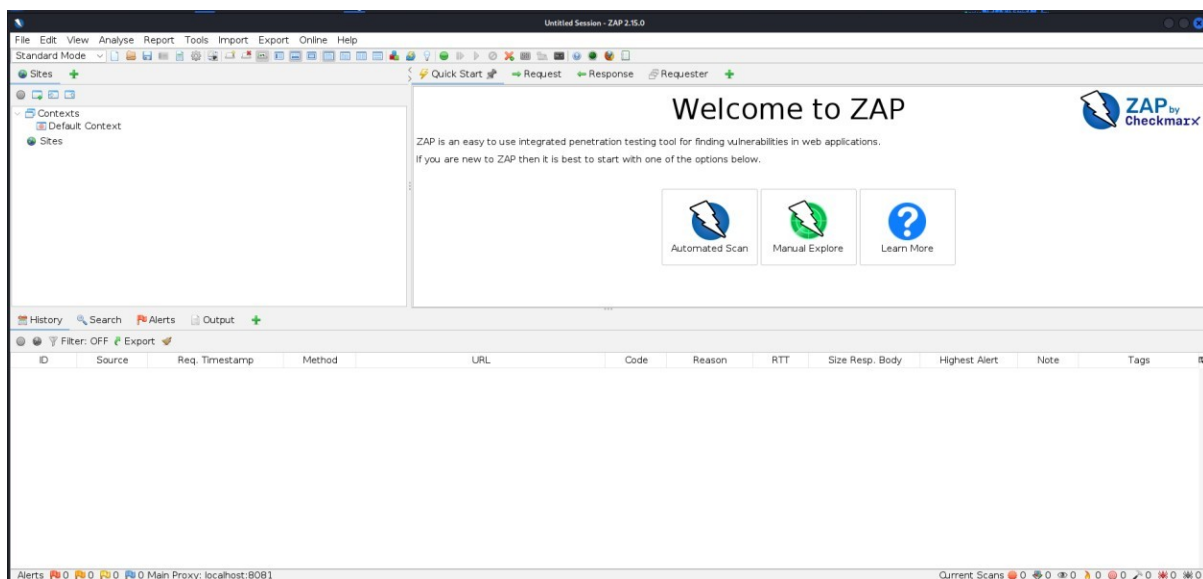 Untitled Session - ZAP 2.15.0
File Edit View Analyse Report Tools Import Export Online Help
Standard Mode
Sites
Quick Start Request Response Requester
Contexts
Default Context
Sites
Welcome to ZAP
ZAP by Checkmarx
ZAP is an easy to use integrated penetration testing tool for finding vulnerabilities in web applications.
If you are new to ZAP then it is best to start with one of the options below.
Automated Scan Manual Explore Learn More
History Search Alerts Output
Filter: OFF Export
ID Source Req. Timestamp Method URL Code Reason RTT Size Resp. Body Highest Alert Note Tags
Alerts 0 0 0 0 Main Proxy: localhost:8081 Current Scans 0 0 0 0 0 0 0 0